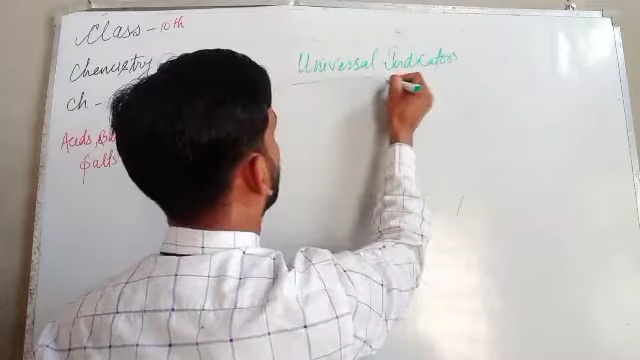 Class - 10th
Chemistry
Ch -
Acids,
Salts
Universal Indicators